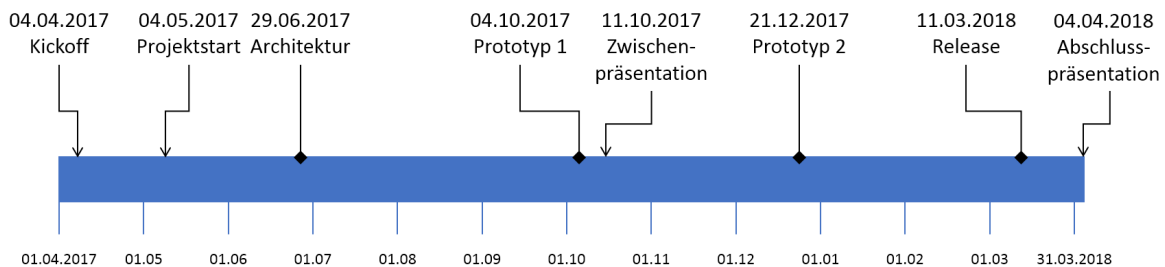 04.04.2017
Kickoff
04.05.2017
Projektstart
29.06.2017
Architektur
04.10.2017
Prototyp 1
11.10.2017
Zwischen-
präsentation
21.12.2017
Prototyp 2
11.03.2018
Release
04.04.2018
Abschluss-
präsentation
01.04.2017
01.05
01.06
01.07
01.08
01.09
01.10
01.11
01.12
01.01
01.02
01.03
31.03.2018